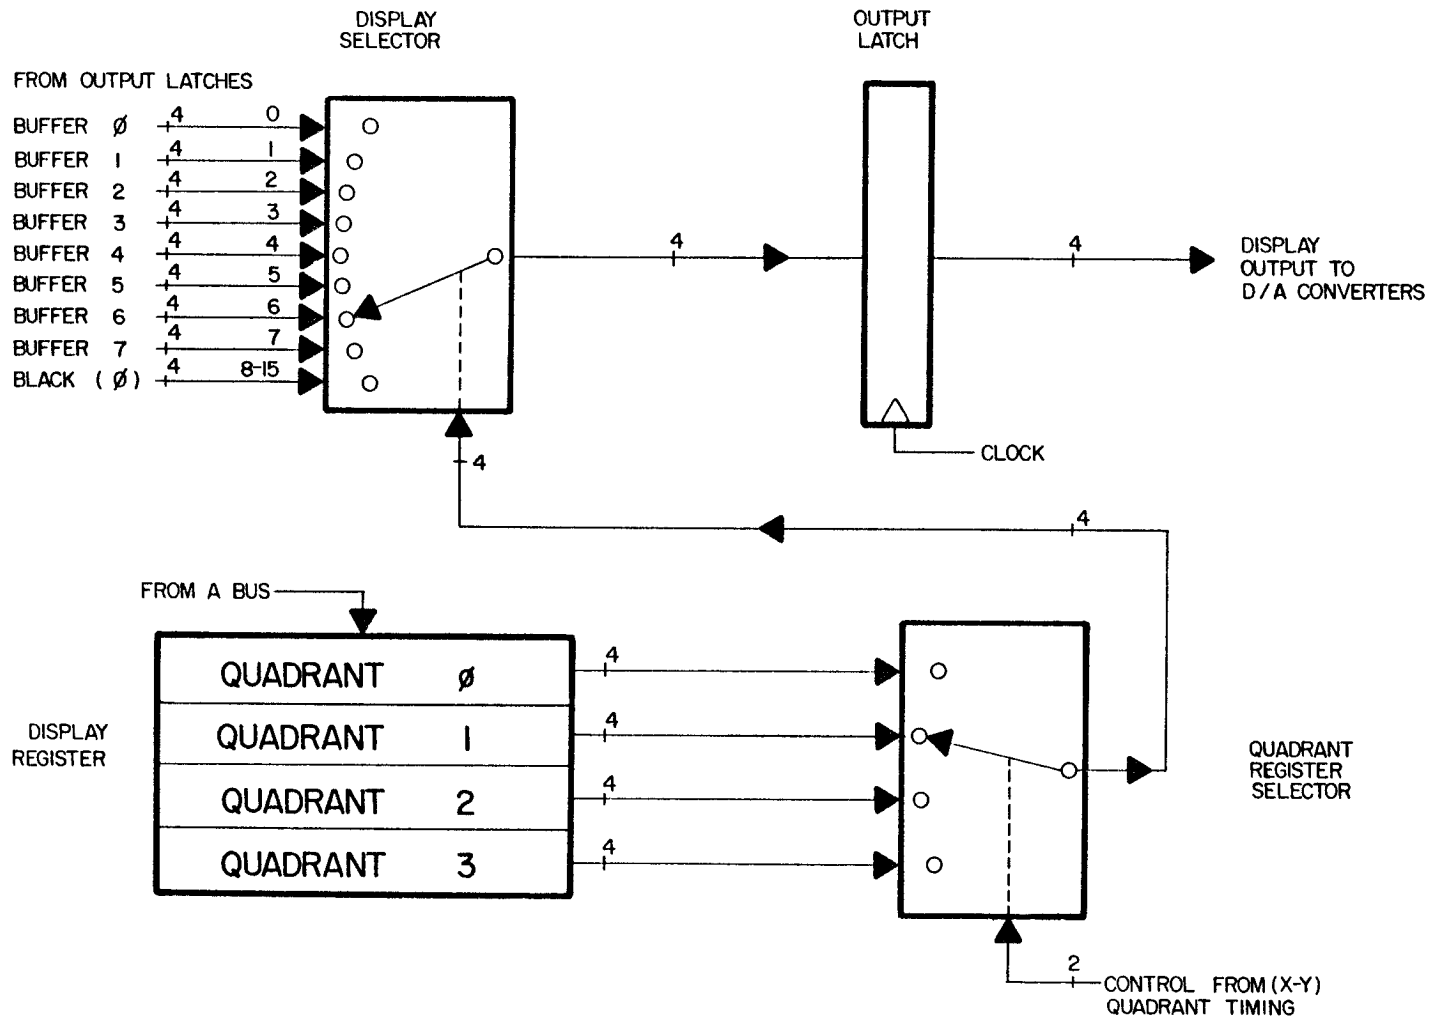 DISPLAY
SELECTOR
OUTPUT
LATCH
FROM OUTPUT LATCHES
BUFFER Ø 4 0
BUFFER 1 4 1
BUFFER 2 4 2
BUFFER 3 4 3
BUFFER 4 4 4
BUFFER 5 4 5
BUFFER 6 4 6
BUFFER 7 4 7
BLACK (Ø) 4 8-15
4
4
DISPLAY
OUTPUT TO
D/A CONVERTERS
CLOCK
4
4
FROM A BUS
DISPLAY
REGISTER
QUADRANT Ø 4
QUADRANT 1 4
QUADRANT 2 4
QUADRANT 3 4
QUADRANT
REGISTER
SELECTOR
2
CONTROL FROM (X-Y)
QUADRANT TIMING